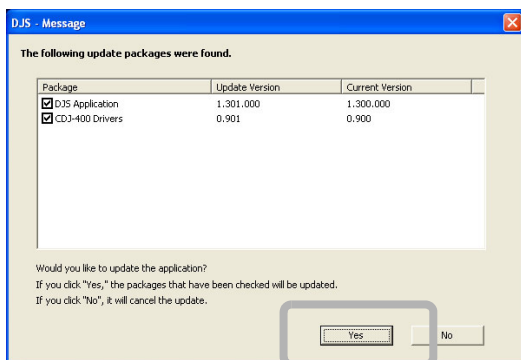 DJS - Message
The following update packages were found.
Package Update Version Current Version
DJS Application 1.301.000 1.300.000
CDJ-400 Drivers 0.901 0.900
Would you like to update the application?
If you click "Yes," the packages that have been checked will be updated.
If you click "No", it will cancel the update.
Yes No